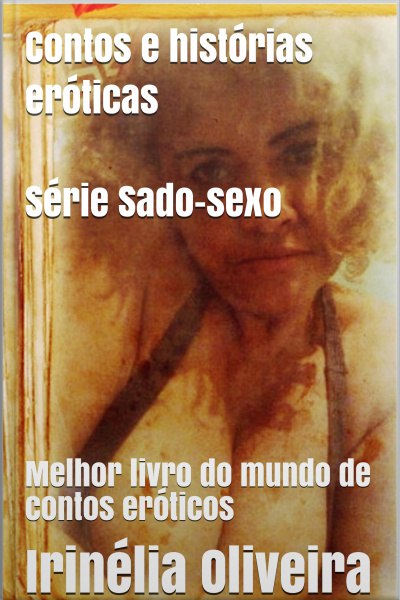 Contos e histórias
eróticas
Série Sado-sexo
Melhor livro do mundo de
contos eróticos
Irinélia Oliveira